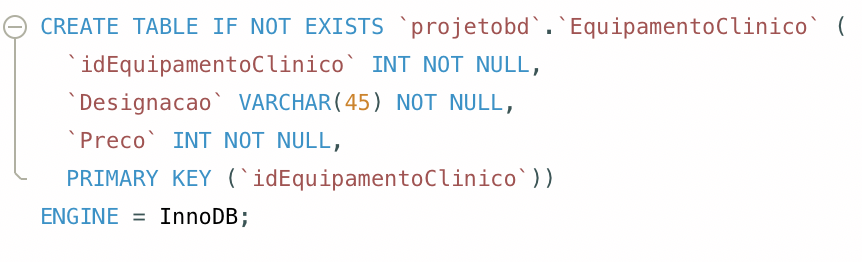 CREATE TABLE IF NOT EXISTS `projetobd`.`EquipamentoClinico` (
  `idEquipamentoClinico` INT NOT NULL,
  `Designacao` VARCHAR(45) NOT NULL,
  `Preco` INT NOT NULL,
  PRIMARY KEY (`idEquipamentoClinico`))
ENGINE = InnoDB;